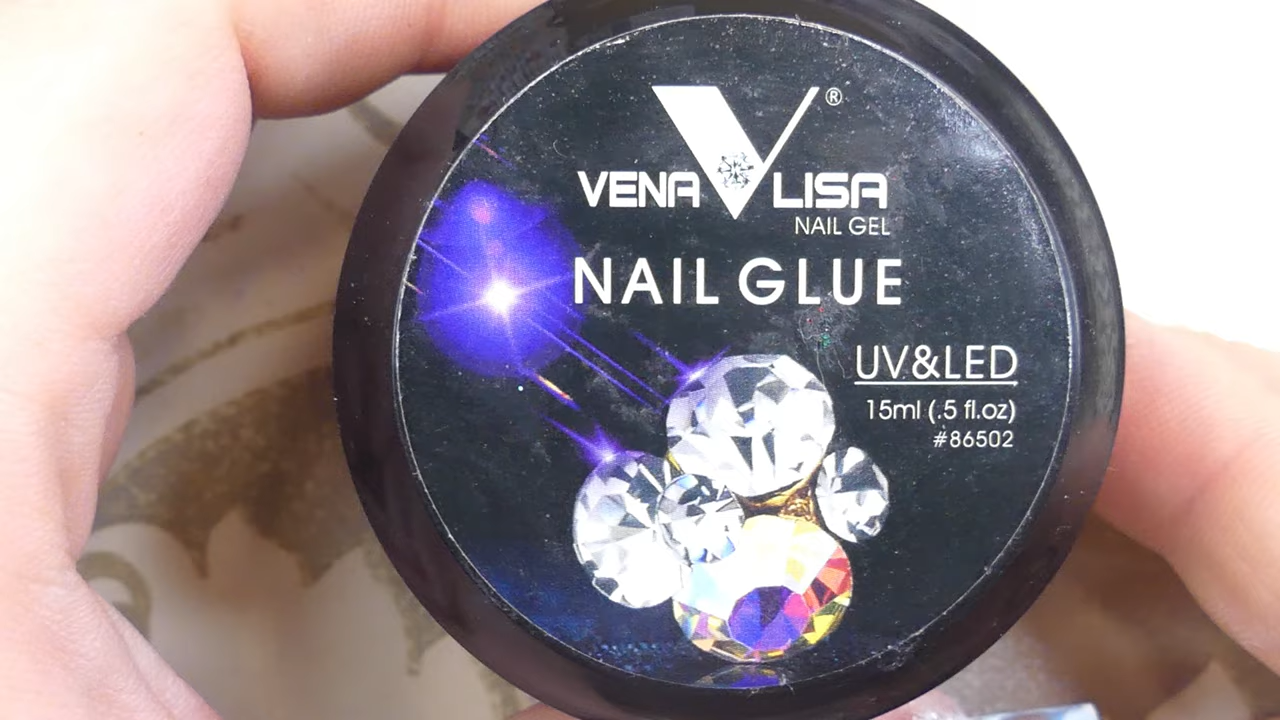 VENA LISA ®
NAIL GEL
NAIL GLUE
UV&LED
15ml (.5 fl.oz)
#86502